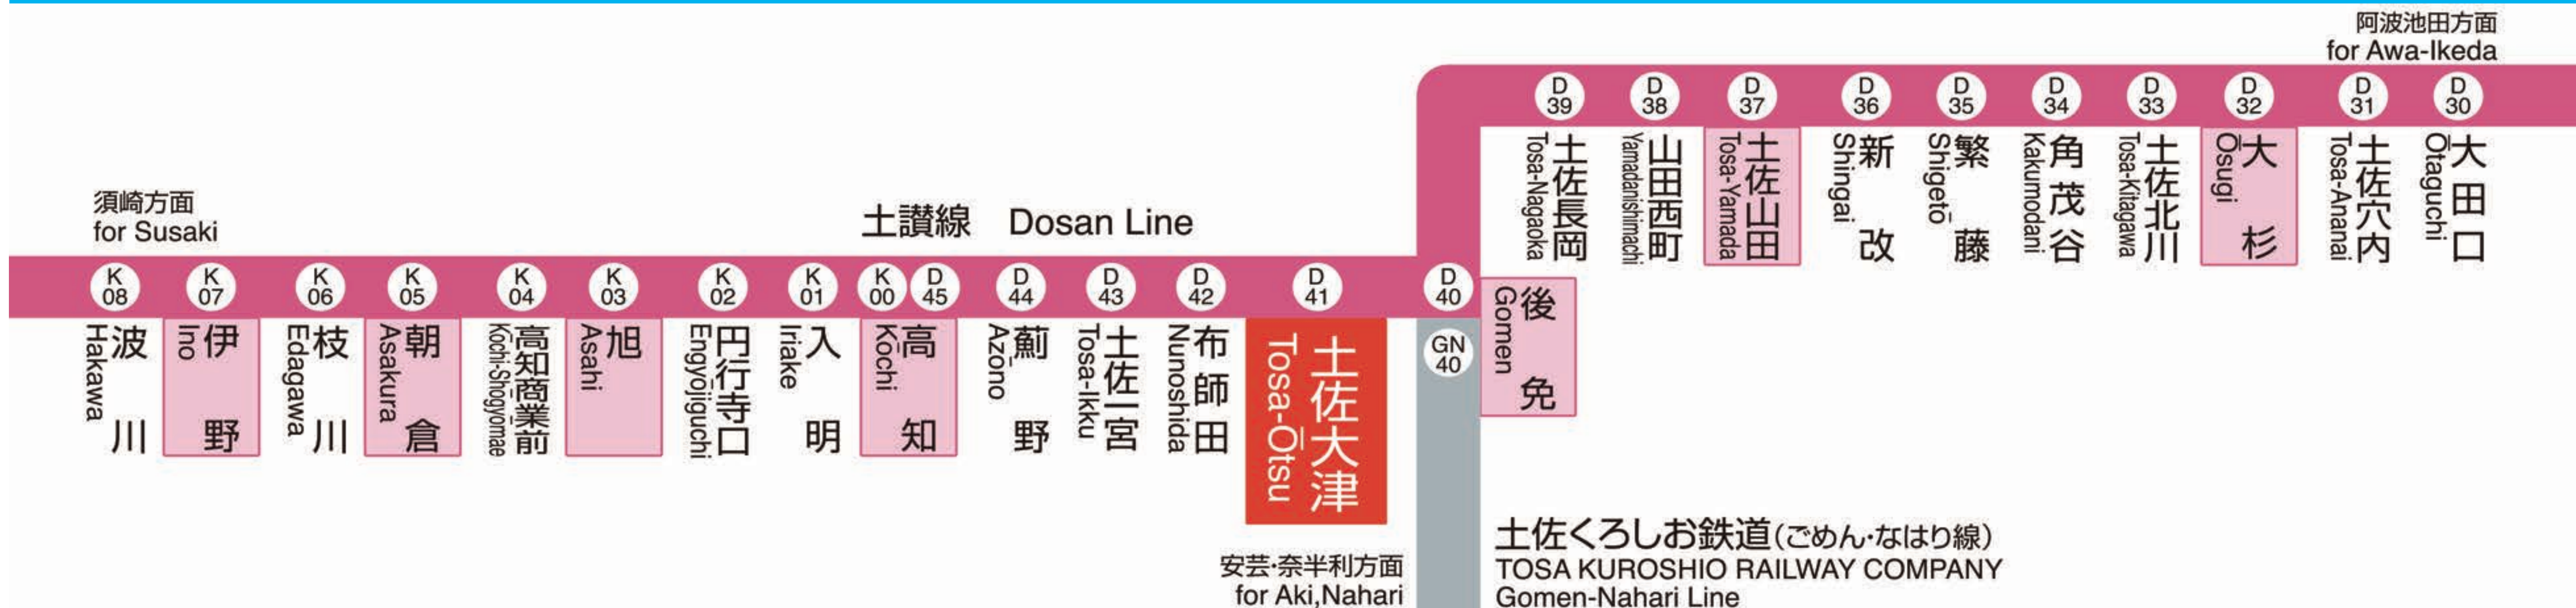 阿波池田方面
for Awa-Ikeda
D
39
土佐長岡
Tosa-Nagaoka
D
38
山田西町
Yamadanishimachi
D
37
土佐山田
Tosa-Yamada
D
36
新改
Shingai
D
35
繁藤
Shigetō
D
34
角茂谷
Kakumodani
D
33
土佐北川
Tosa-Kitagawa
D
32
大杉
Ōsugi
D
31
土佐穴内
Tosa-Ananai
D
30
大田口
Ōtaguchi
須崎方面
for Susaki
土讃線 Dosan Line
K
08
波川
Hakawa
K
07
伊野
Ino
K
06
枝川
Edagawa
K
05
朝倉
Asakura
K
04
高知商業前
Kōchi-Shōgyōmae
K
03
旭
Asahi
K
02
円行寺口
Engyōjiguchi
K
01
入明
Iriake
K
00
D
45
高知
Kōchi
D
44
薊野
Azōno
D
43
土佐一宮
Tosa-Ikku
D
42
布師田
Nunoshida
D
41
土佐大津
Tosa-Ōtsu
D
40
GN
40
後免
Gomen
安芸・奈半利方面
for Aki,Nahari
土佐くろしお鉄道(ごめん・なはり線)
TOSA KUROSHIO RAILWAY COMPANY
Gomen-Nahari Line